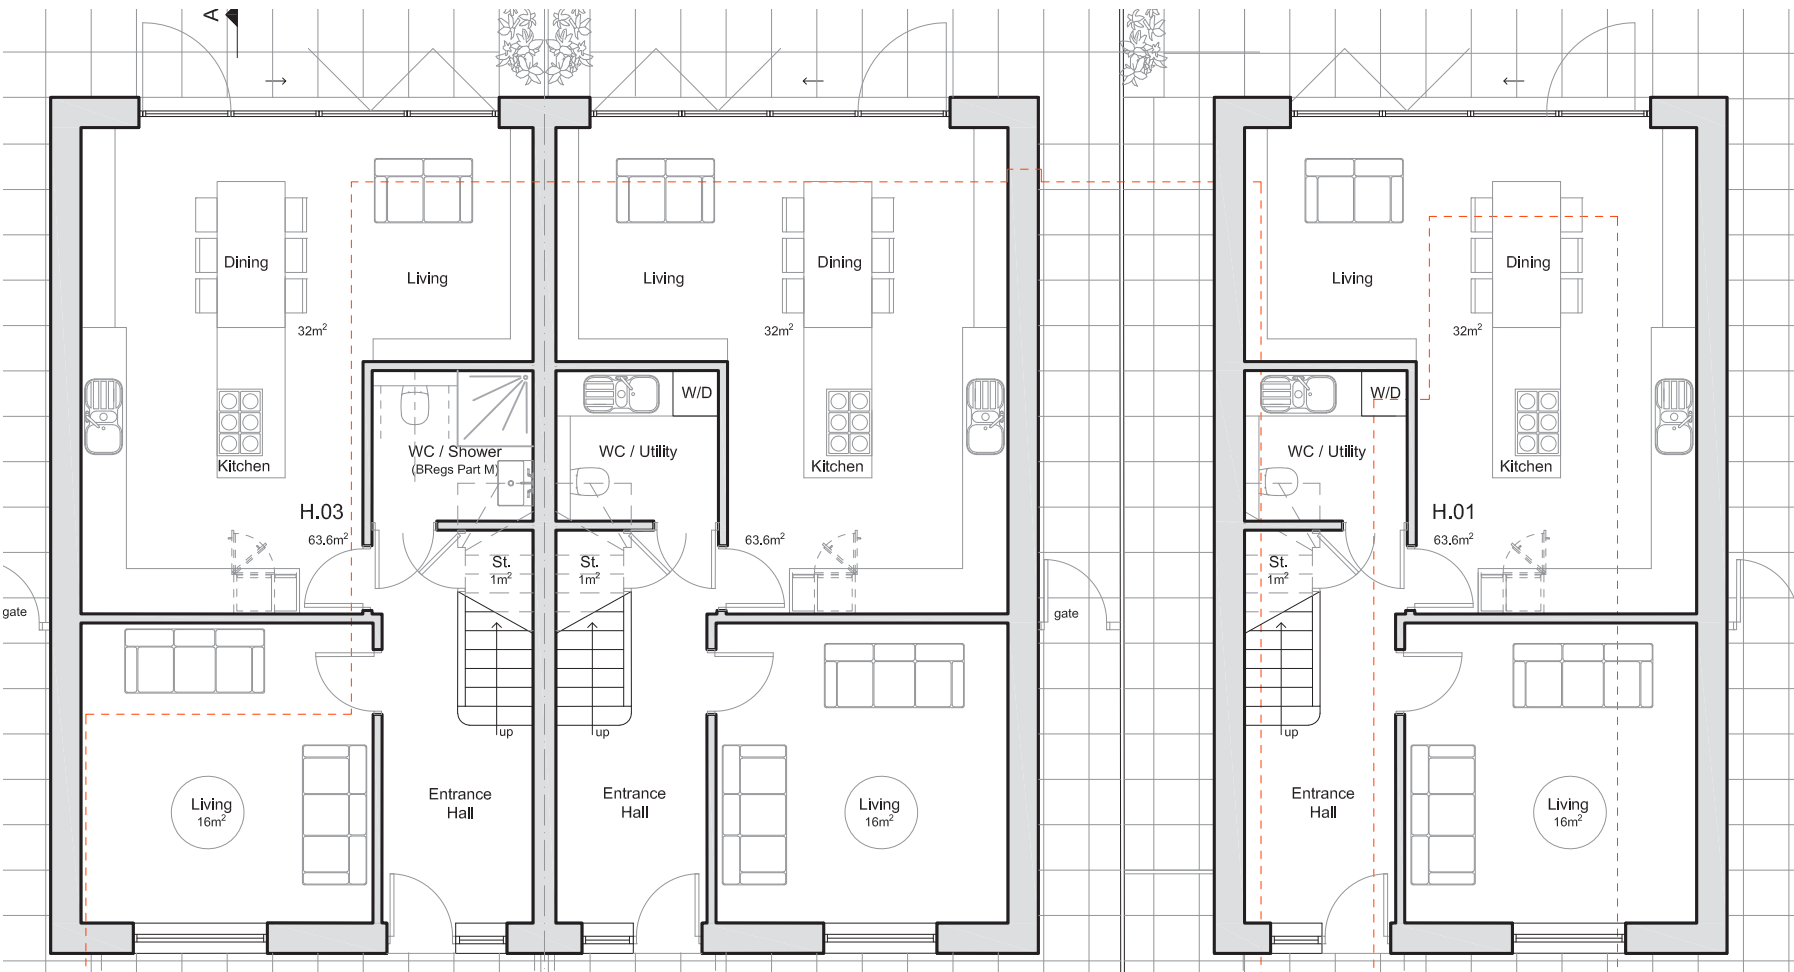 A
Dining
Living
32m²
Kitchen
WC / Shower
(BRegs Part M)
H.03
63.6m²
St.
1m²
gate
up
Entrance
Hall
Living
16m²
Living
Dining
32m²
W/D
WC / Utility
Kitchen
63.6m²
St.
1m²
gate
up
Entrance
Hall
Living
16m²
Living
Dining
32m²
W/D
WC / Utility
Kitchen
H.01
63.6m²
St.
1m²
up
Entrance
Hall
Living
16m²